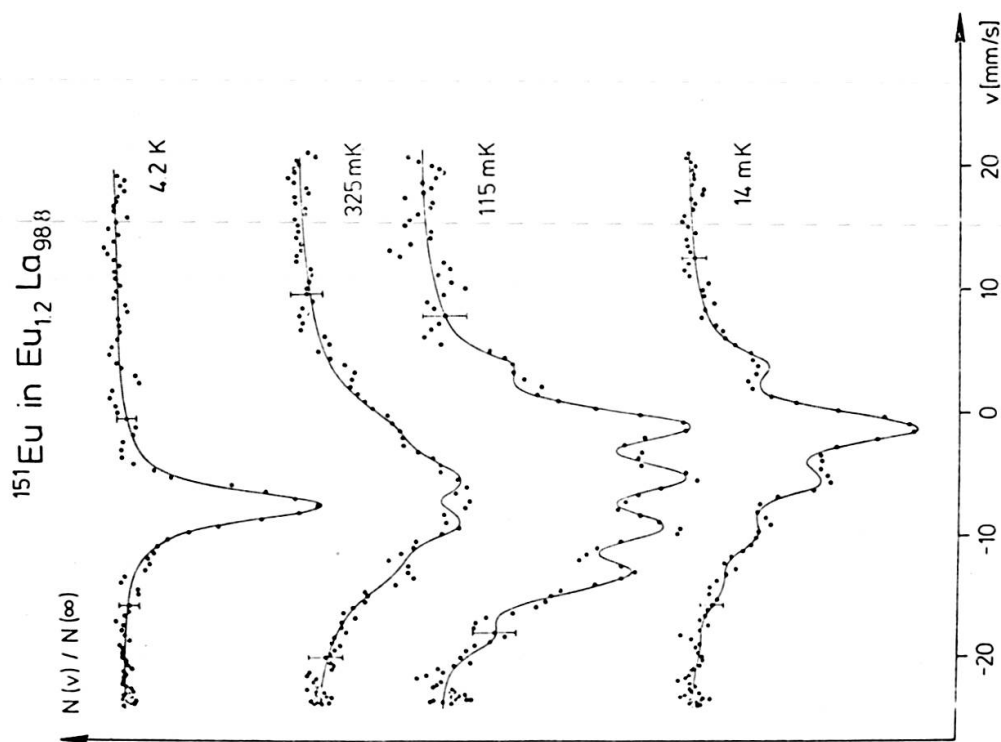 ¹⁵¹Eu in Eu₁.₂ La₉₈.₈
N(v) / N(∞)
4.2 K
325 mK
115 mK
14 mK
-20
-10
0
10
20
v [mm/s]